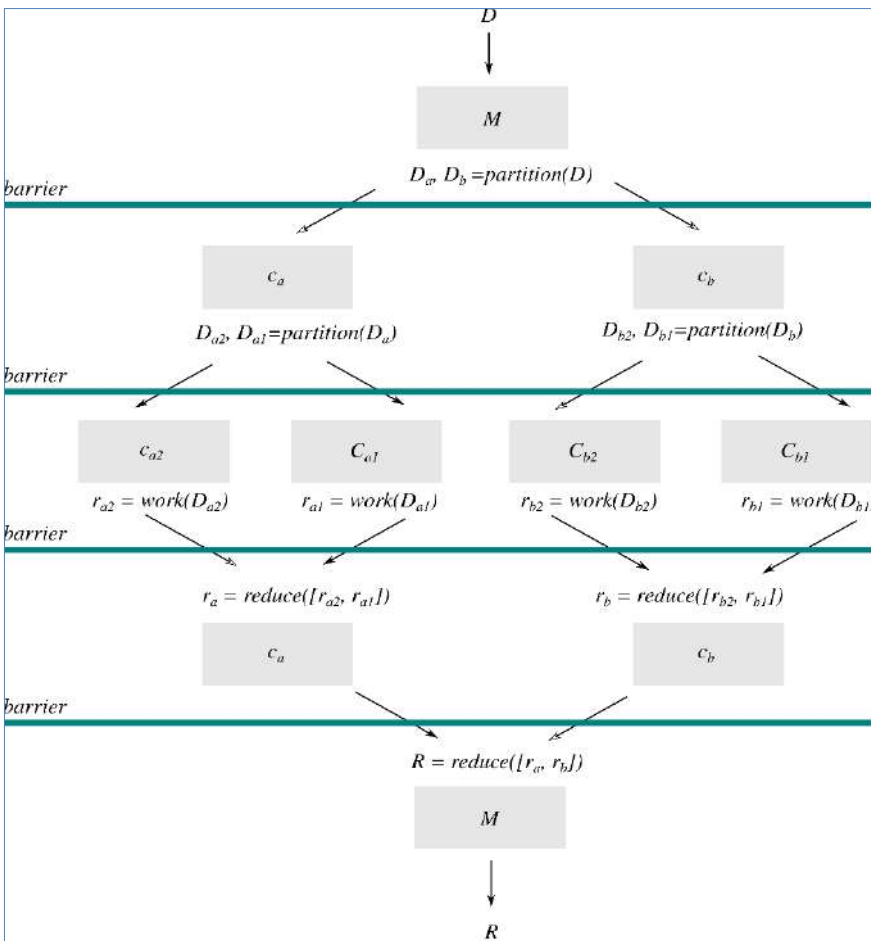 D
M
D_a, D_b =partition(D)
barrier
c_a
c_b
D_a2, D_a1=partition(D_a)
D_b2, D_b1=partition(D_b)
barrier
c_a2
C_a1
C_b2
C_b1
r_a2 = work(D_a2)
r_a1 = work(D_a1)
r_b2 = work(D_b2)
r_b1 = work(D_b1
barrier
r_a = reduce([r_a2, r_a1])
r_b = reduce([r_b2, r_b1])
c_a
c_b
barrier
R = reduce([r_a, r_b])
M
R